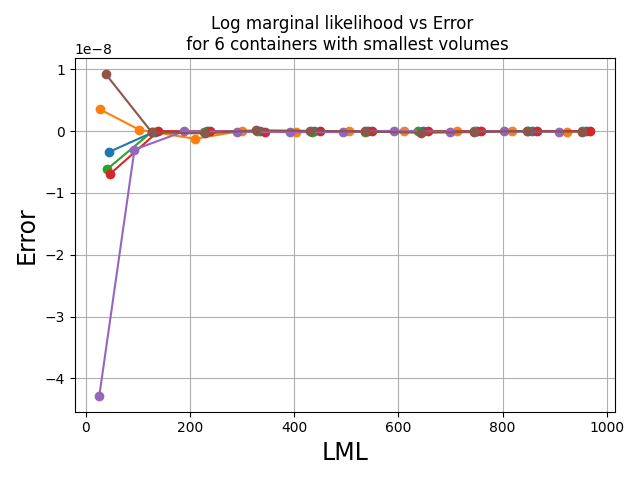 Log marginal likelihood vs Error
for 6 containers with smallest volumes
1e−8
1
0
−1
−2
−3
−4
Error
0 200 400 600 800 1000
LML